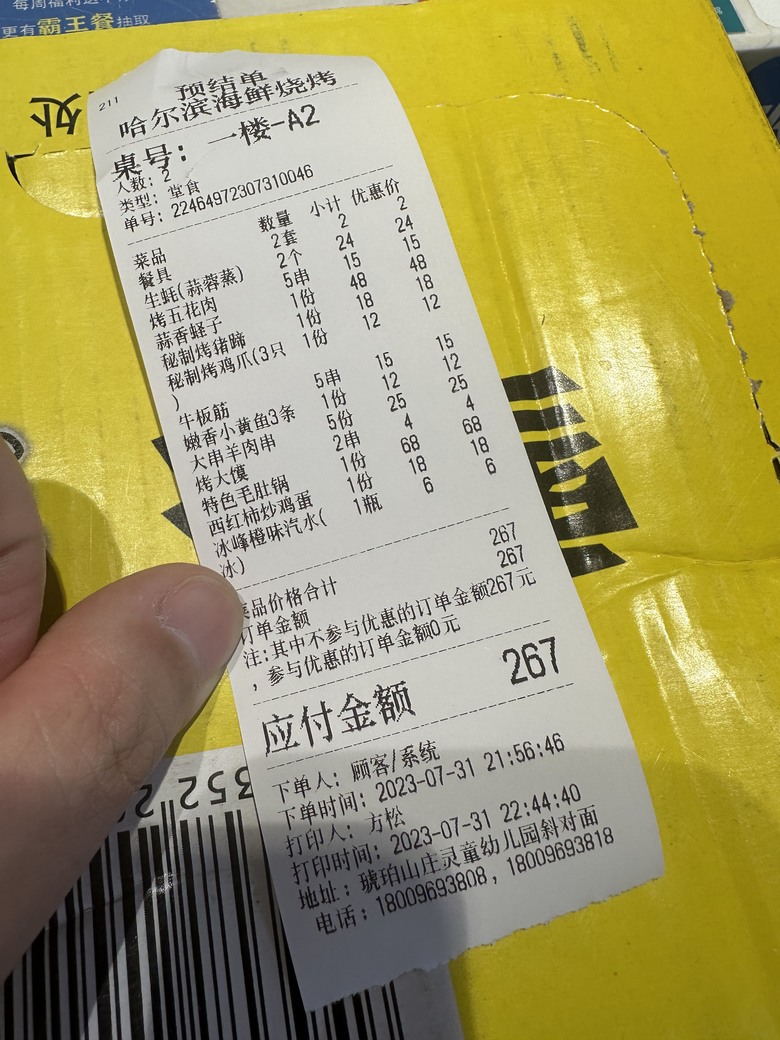 每周福利
更有霸王餐抽取
处
211
预结单
哈尔滨海鲜烧烤
桌号: 一楼-A2
人数: 2
类型: 堂食
单号: 22464972307310046
菜品 数量 小计 优惠价
餐具 2套 2 2
生蚝(蒜蓉蒸) 2个 24 24
烤五花肉 5串 15 15
蒜香蛏子 1份 48 48
秘制烤猪蹄 1份 18 18
秘制烤鸡爪(3只 1份 12 12
)
牛板筋 5串 15 15
嫩香小黄鱼3条 1份 12 12
大串羊肉串 5份 25 25
烤大馍 2串 4 4
特色毛肚锅 1份 68 68
西红柿炒鸡蛋 1份 18 18
冰峰橙味汽水( 1瓶 6 6
冰)
菜品价格合计 267
订单金额 267
注:其中不参与优惠的订单金额267元
,参与优惠的订单金额0元
应付金额 267
下单人: 顾客/系统
下单时间: 2023-07-31 21:56:46
打印人: 方松
打印时间: 2023-07-31 22:44:40
地址: 琥珀山庄灵童幼儿园斜对面
电话: 18009693808, 18009693818
352 2